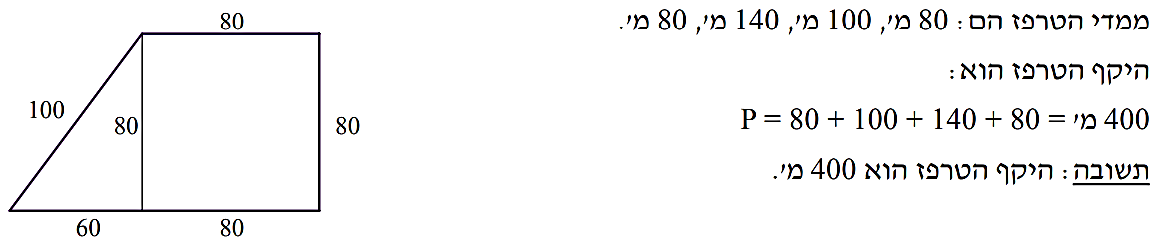 ממדי הטרפז הם: 80 מ׳, 100 מ׳, 140 מ׳, 80 מ׳.
היקף הטרפז הוא:
P = 80 + 100 + 140 + 80 = 400 מ׳
תשובה: היקף הטרפז הוא 400 מ׳.
80
100
80
80
60
80